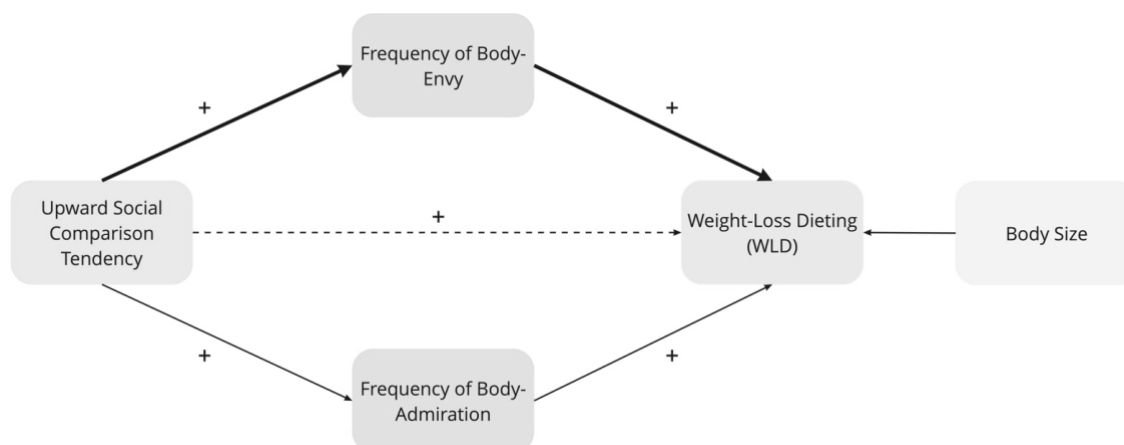 Frequency of Body-
Envy
+
+
Upward Social
Comparison
Tendency
+
Weight-Loss Dieting
(WLD)
Body Size
+
+
Frequency of Body-
Admiration